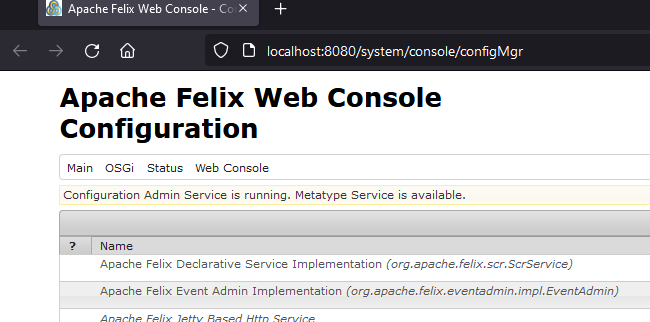 Apache Felix Web Console - Co
localhost:8080/system/console/configMgr
Apache Felix Web Console
Configuration
Main OSGi Status Web Console
Configuration Admin Service is running. Metatype Service is available.
? Name
Apache Felix Declarative Service Implementation (org.apache.felix.scr.ScrService)
Apache Felix Event Admin Implementation (org.apache.felix.eventadmin.impl.EventAdmin)
Apache Felix Jetty Based Http Service